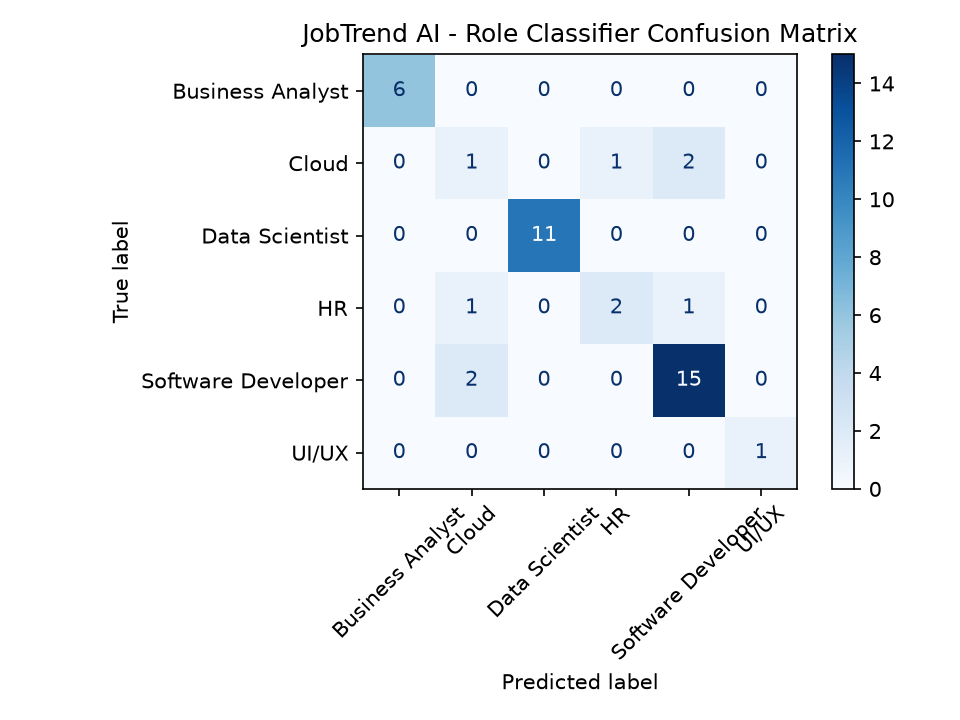 JobTrend AI - Role Classifier Confusion Matrix
True label
Business Analyst 6 0 0 0 0 0
Cloud 0 1 0 1 2 0
Data Scientist 0 0 11 0 0 0
HR 0 1 0 2 1 0
Software Developer 0 2 0 0 15 0
UI/UX 0 0 0 0 0 1
Business Analyst
Cloud
Data Scientist
HR
Software Developer
UI/UX
Predicted label
14
12
10
8
6
4
2
0